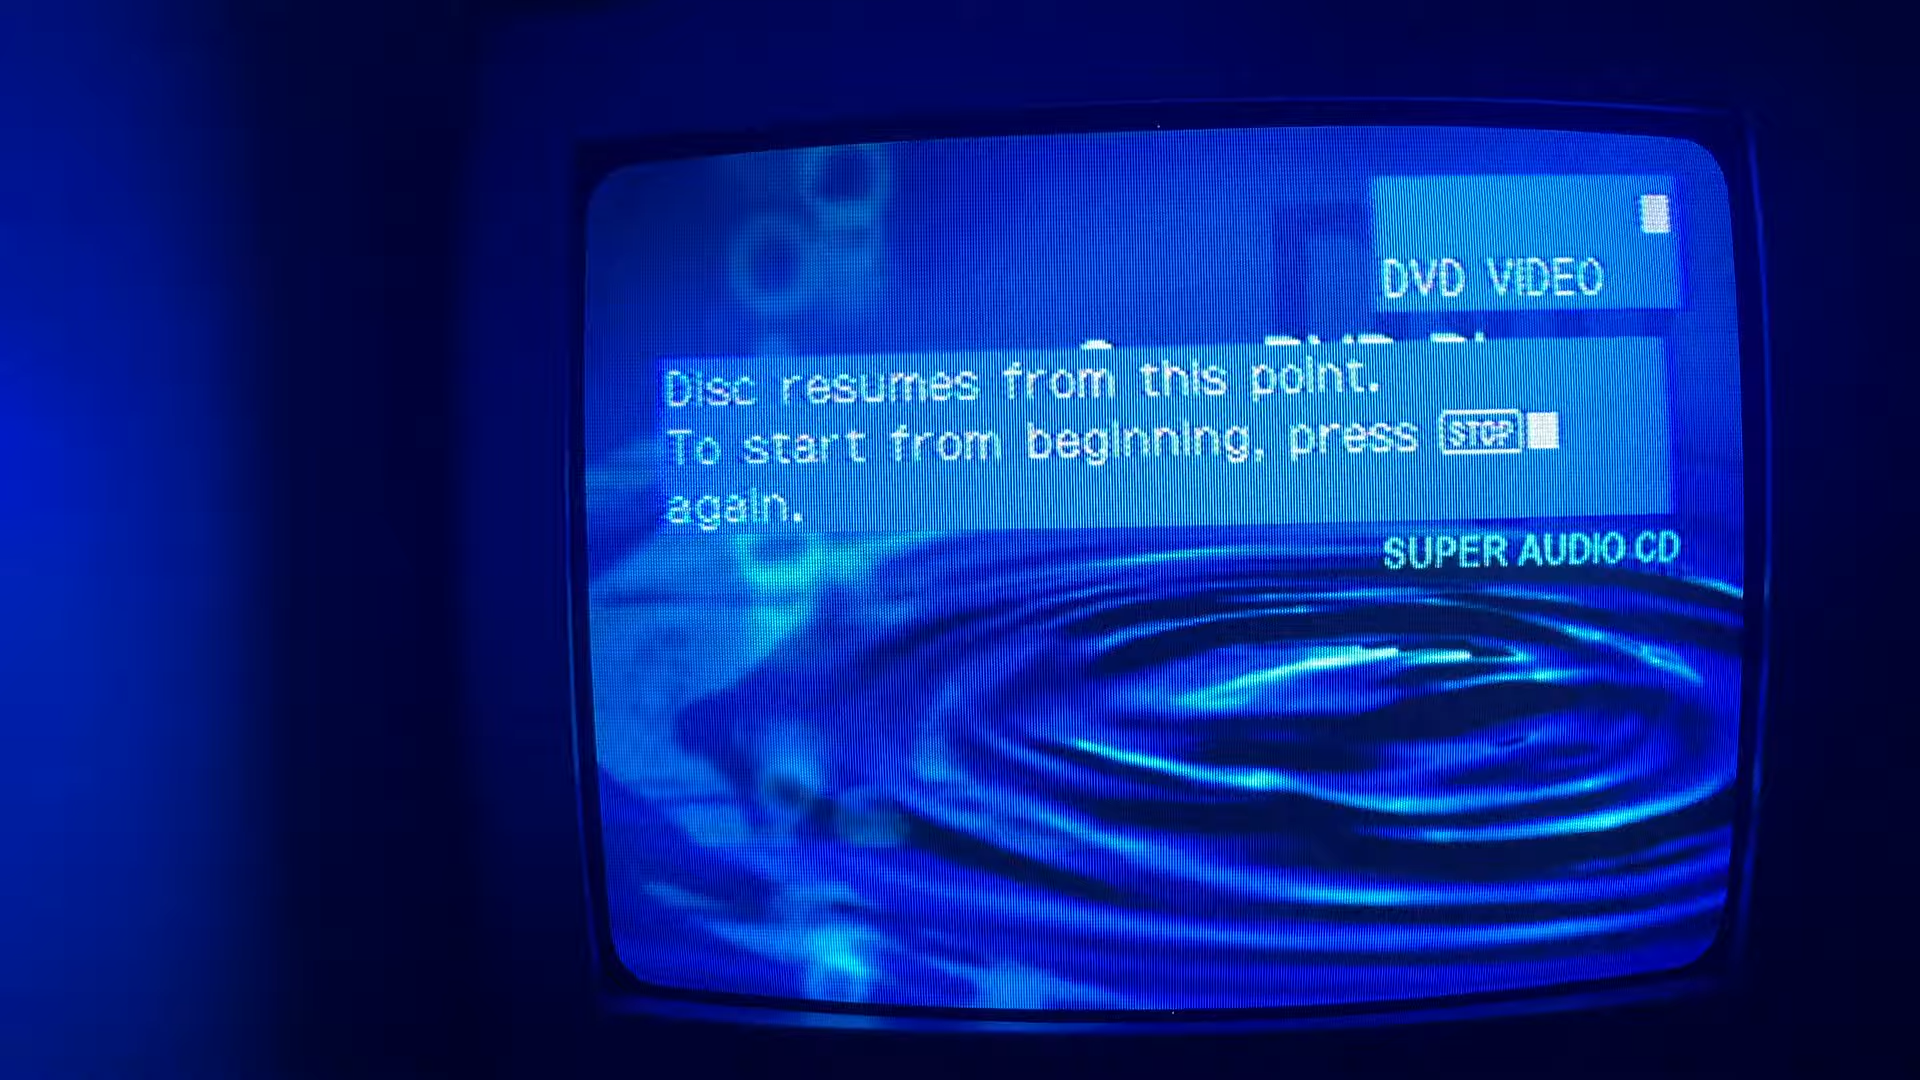 DVD VIDEO
Disc resumes from this point.
To start from beginning, press STOP
again.
SUPER AUDIO CD